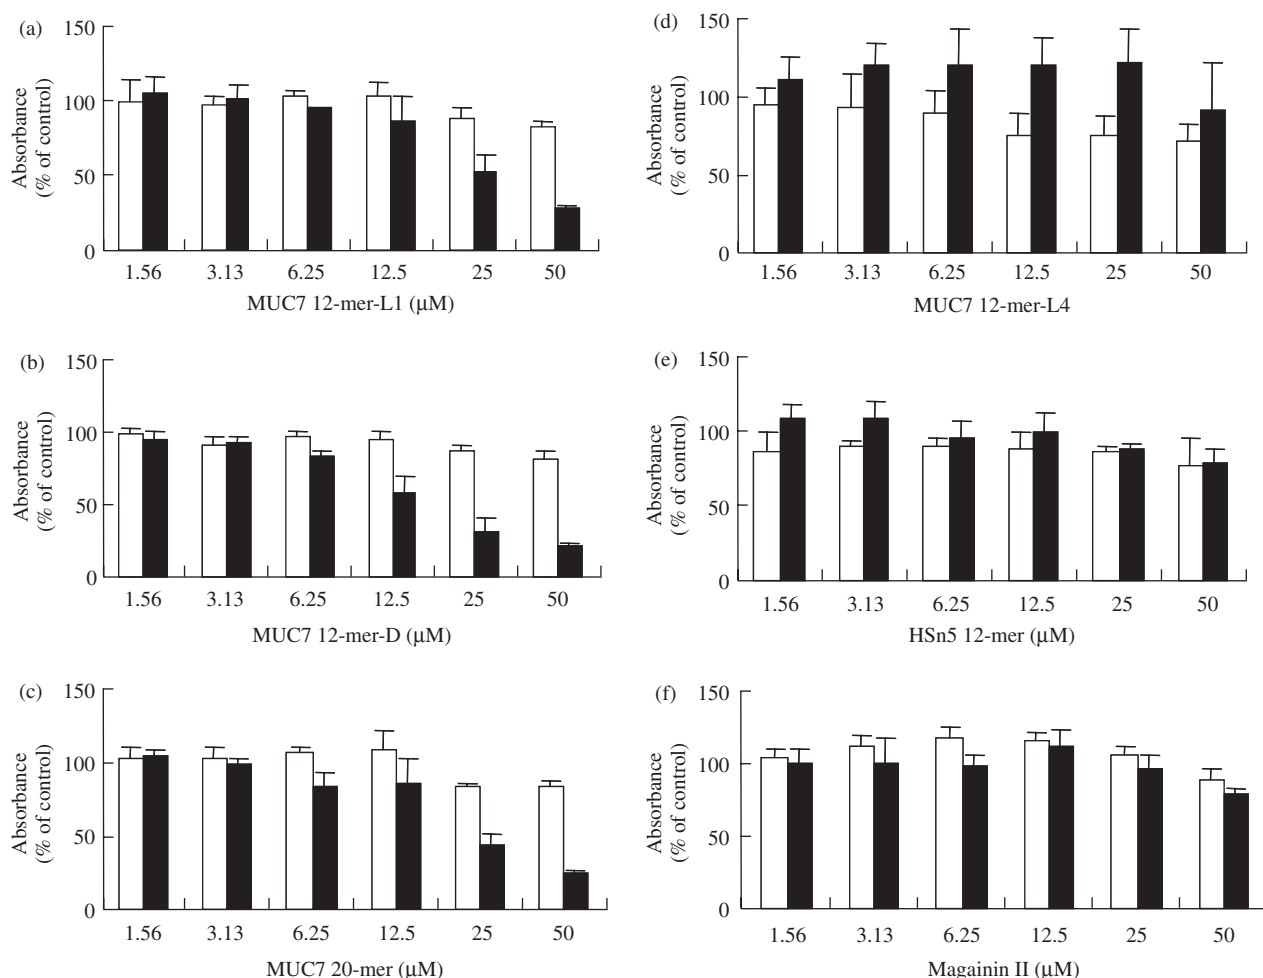 (a)
Absorbance
(% of control)
150
100
50
0
1.56 3.13 6.25 12.5 25 50
MUC7 12-mer-L1 (μM)
(b)
Absorbance
(% of control)
150
100
50
0
1.56 3.13 6.25 12.5 25 50
MUC7 12-mer-D (μM)
(c)
Absorbance
(% of control)
150
100
50
0
1.56 3.13 6.25 12.5 25 50
MUC7 20-mer (μM)
(d)
Absorbance
(% of control)
150
100
50
0
1.56 3.13 6.25 12.5 25 50
MUC7 12-mer-L4
(e)
Absorbance
(% of control)
150
100
50
0
1.56 3.13 6.25 12.5 25 50
HSn5 12-mer (μM)
(f)
Absorbance
(% of control)
150
100
50
0
1.56 3.13 6.25 12.5 25 50
Magainin II (μM)